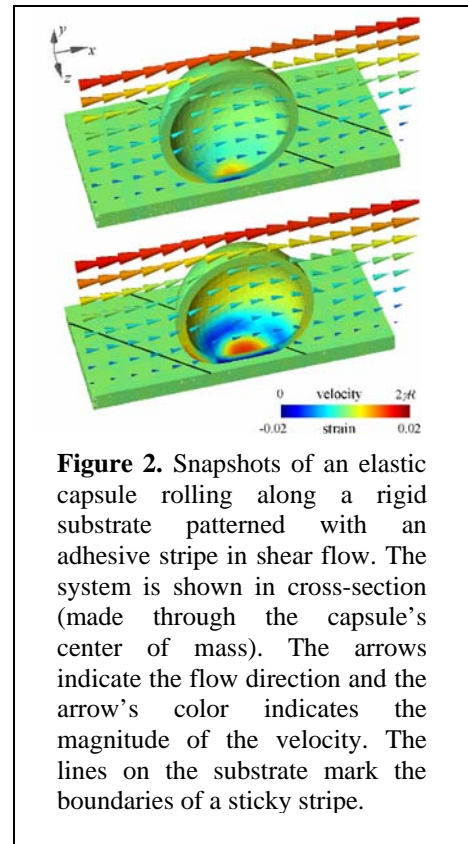 y
x
z
0 velocity 2γ̇R
-0.02 strain 0.02
Figure 2. Snapshots of an elastic
capsule rolling along a rigid
substrate patterned with an
adhesive stripe in shear flow. The
system is shown in cross-section
(made through the capsule's
center of mass). The arrows
indicate the flow direction and the
arrow's color indicates the
magnitude of the velocity. The
lines on the substrate mark the
boundaries of a sticky stripe.